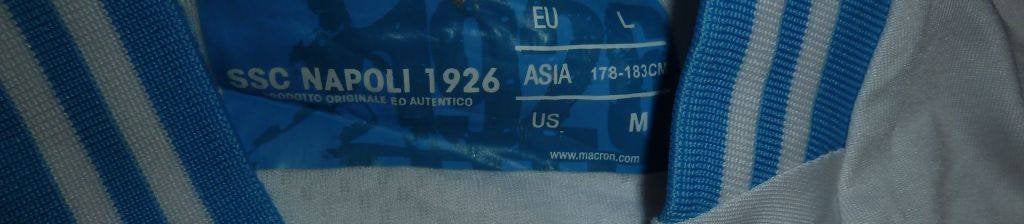 EU L
SSC NAPOLI 1926
PRODOTTO ORIGINALE ED AUTENTICO
ASIA 178-183CM
US M
www.macron.com